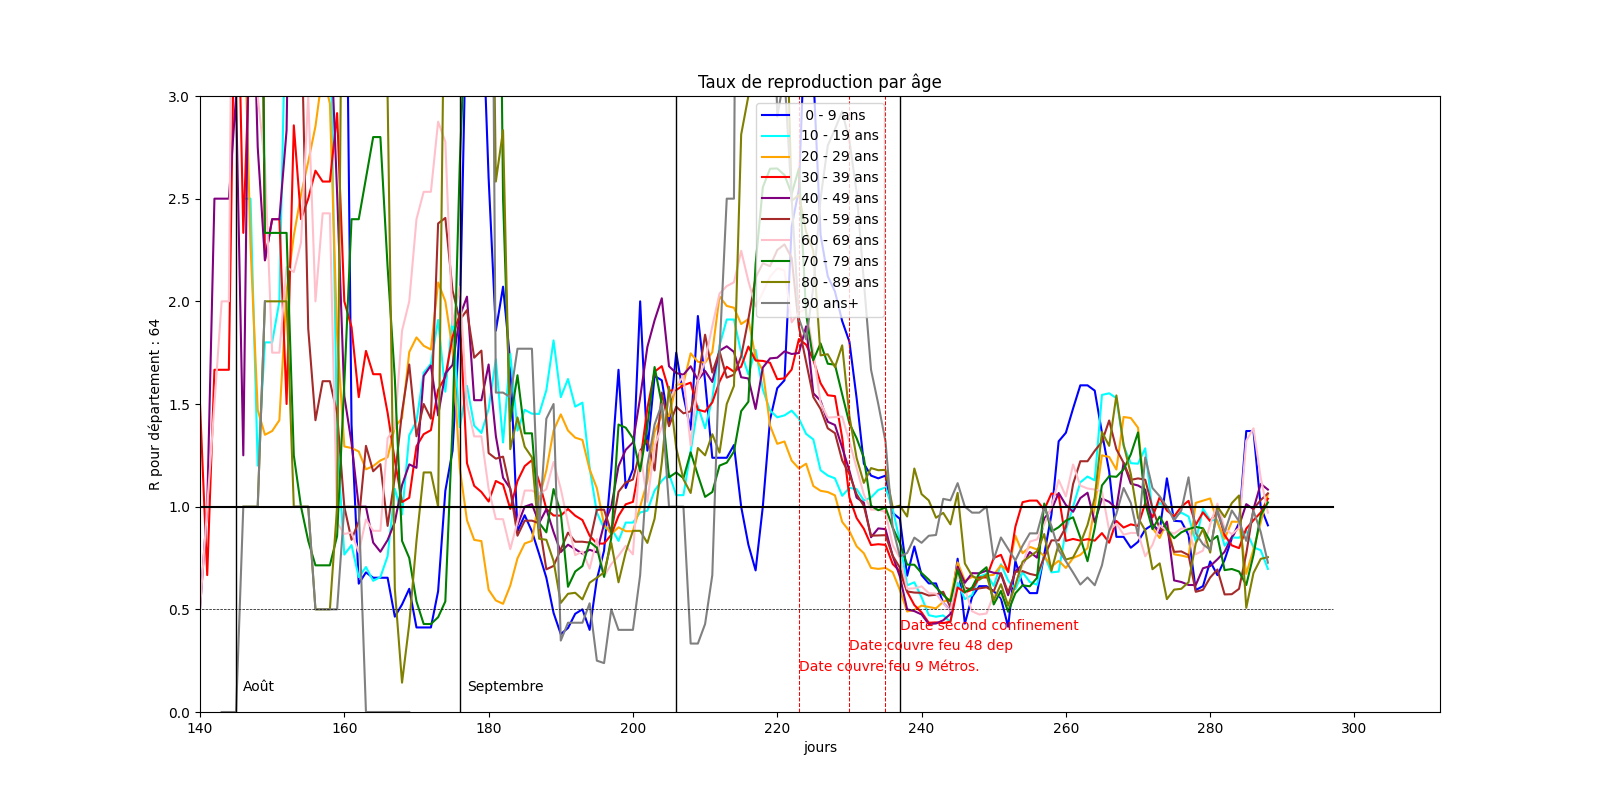 Taux de reproduction par âge
R pour département : 64
3.0
2.5
2.0
1.5
1.0
0.5
0.0
0 - 9 ans
10 - 19 ans
20 - 29 ans
30 - 39 ans
40 - 49 ans
50 - 59 ans
60 - 69 ans
70 - 79 ans
80 - 89 ans
90 ans+
Date second confinement
Date couvre feu 48 dep
Date couvre feu 9 Métros.
Août
Septembre
140 160 180 200 220 240 260 280 300
jours